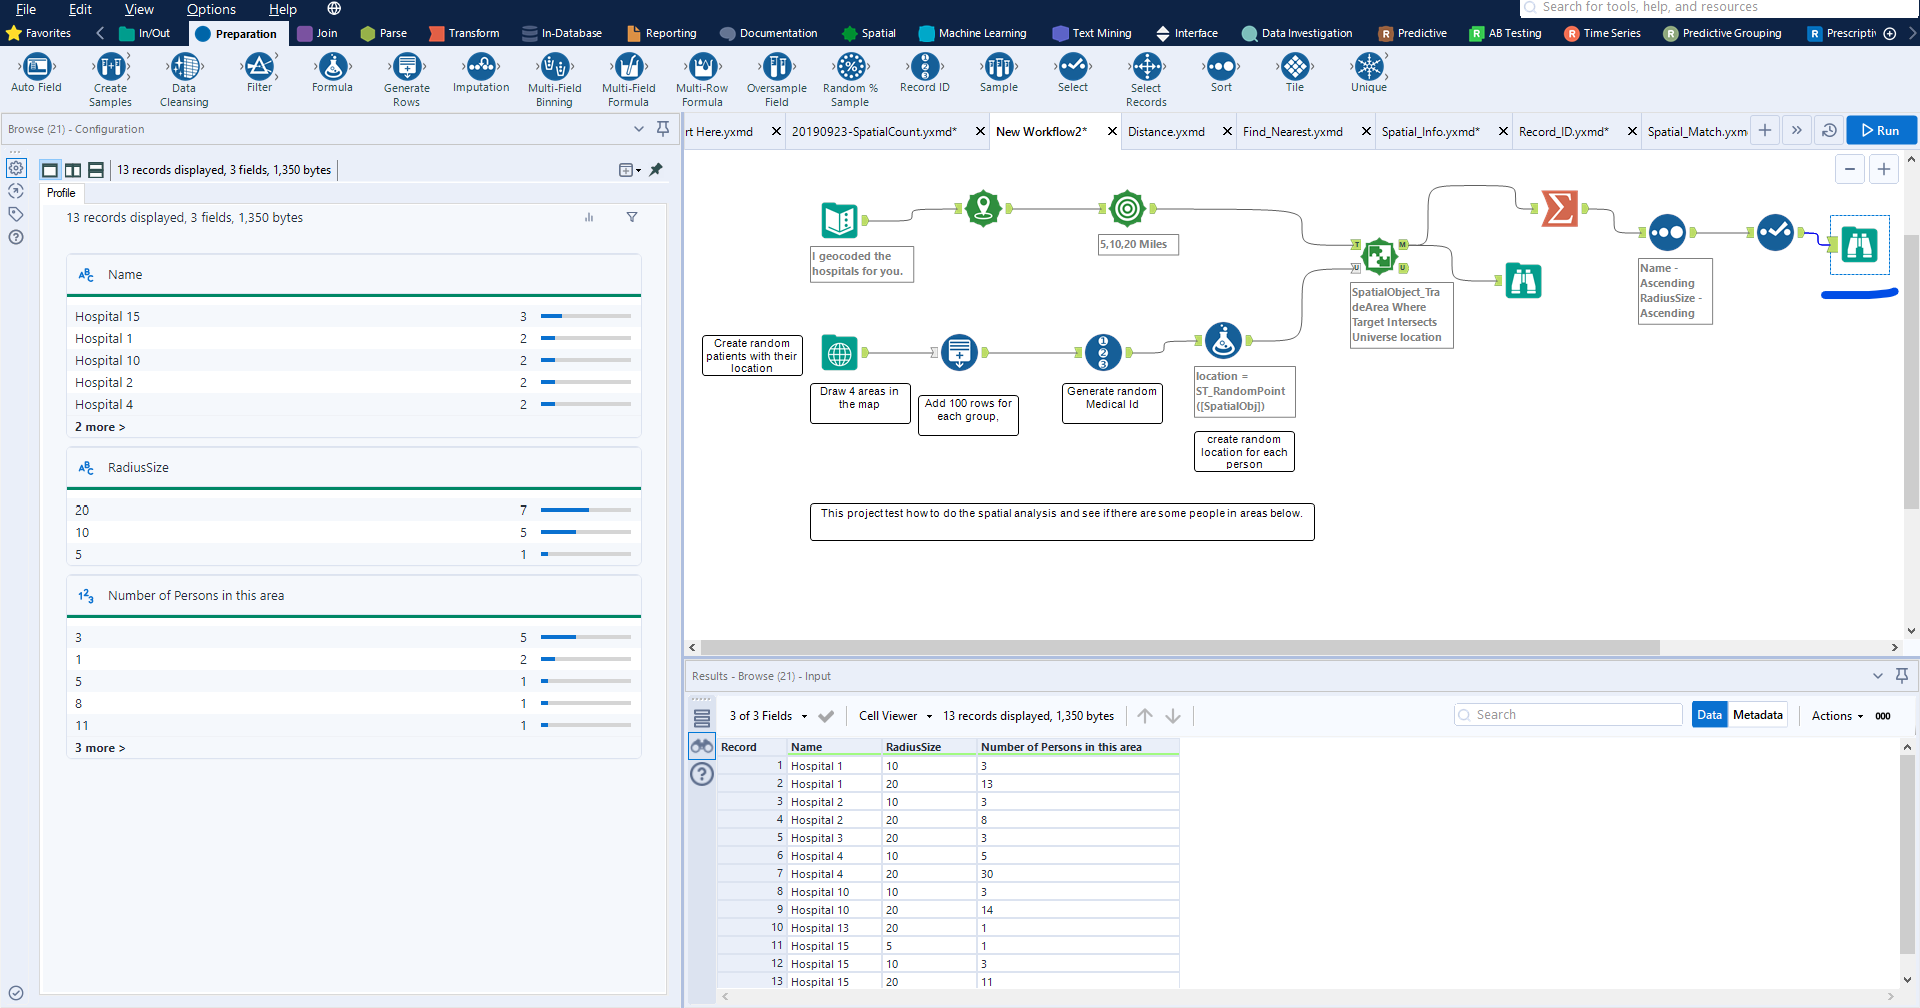 File Edit View Options Help
Search for tools, help, and resources
Favorites In/Out Preparation Join Parse Transform In-Database Reporting Documentation Spatial Machine Learning Text Mining Interface Data Investigation Predictive AB Testing Time Series Predictive Grouping Prescripti
Auto Field
Create
Samples
Data
Cleansing
Filter
Formula
Generate
Rows
Imputation
Multi-Field
Binning
Multi-Field
Formula
Multi-Row
Formula
Oversample
Field
Random %
Sample
Record ID
Sample
Select
Select
Records
Sort
Tile
Unique
Browse (21) - Configuration
13 records displayed, 3 fields, 1,350 bytes
Profile
13 records displayed, 3 fields, 1,350 bytes
ABC Name
Hospital 15 3
Hospital 1 2
Hospital 10 2
Hospital 2 2
Hospital 4 2
2 more >
ABC RadiusSize
20 7
10 5
5 1
123 Number of Persons in this area
3 5
1 2
5 1
8 1
11 1
3 more >
rt Here.yxmd 20190923-SpatialCount.yxmd* New Workflow2* Distance.yxmd Find_Nearest.yxmd Spatial_Info.yxmd* Record_ID.yxmd* Spatial_Match.yxm Run
I geocoded the
hospitals for you.
5,10,20 Miles
T M
U U
SpatialObject_Tra
deArea Where
Target Intersects
Universe location
Name -
Ascending
RadiusSize -
Ascending
Create random
patients with their
location
Draw 4 areas in
the map
Add 100 rows for
each group,
1
2
3
Generate random
Medical Id
location =
ST_RandomPoint
([SpatialObj])
create random
location for each
person
This project test how to do the spatial analysis and see if there are some people in areas below.
Results - Browse (21) - Input
3 of 3 Fields Cell Viewer 13 records displayed, 1,350 bytes Search Data Metadata Actions 000
Record Name RadiusSize Number of Persons in this area
1 Hospital 1 10 3
2 Hospital 1 20 13
3 Hospital 2 10 3
4 Hospital 2 20 8
5 Hospital 3 20 3
6 Hospital 4 10 5
7 Hospital 4 20 30
8 Hospital 10 10 3
9 Hospital 10 20 14
10 Hospital 13 20 1
11 Hospital 15 5 1
12 Hospital 15 10 3
13 Hospital 15 20 11